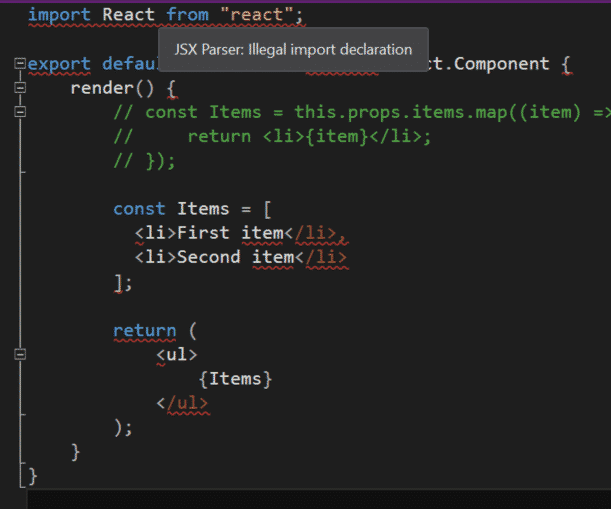 import React from "react";
JSX Parser: Illegal import declaration
export defaul ct.Component {
render() {
// const Items = this.props.items.map((item) =>
// return <li>{item}</li>;
// });
const Items = [
<li>First item</li>,
<li>Second item</li>
];
return (
<ul>
{Items}
</ul>
);
}
}